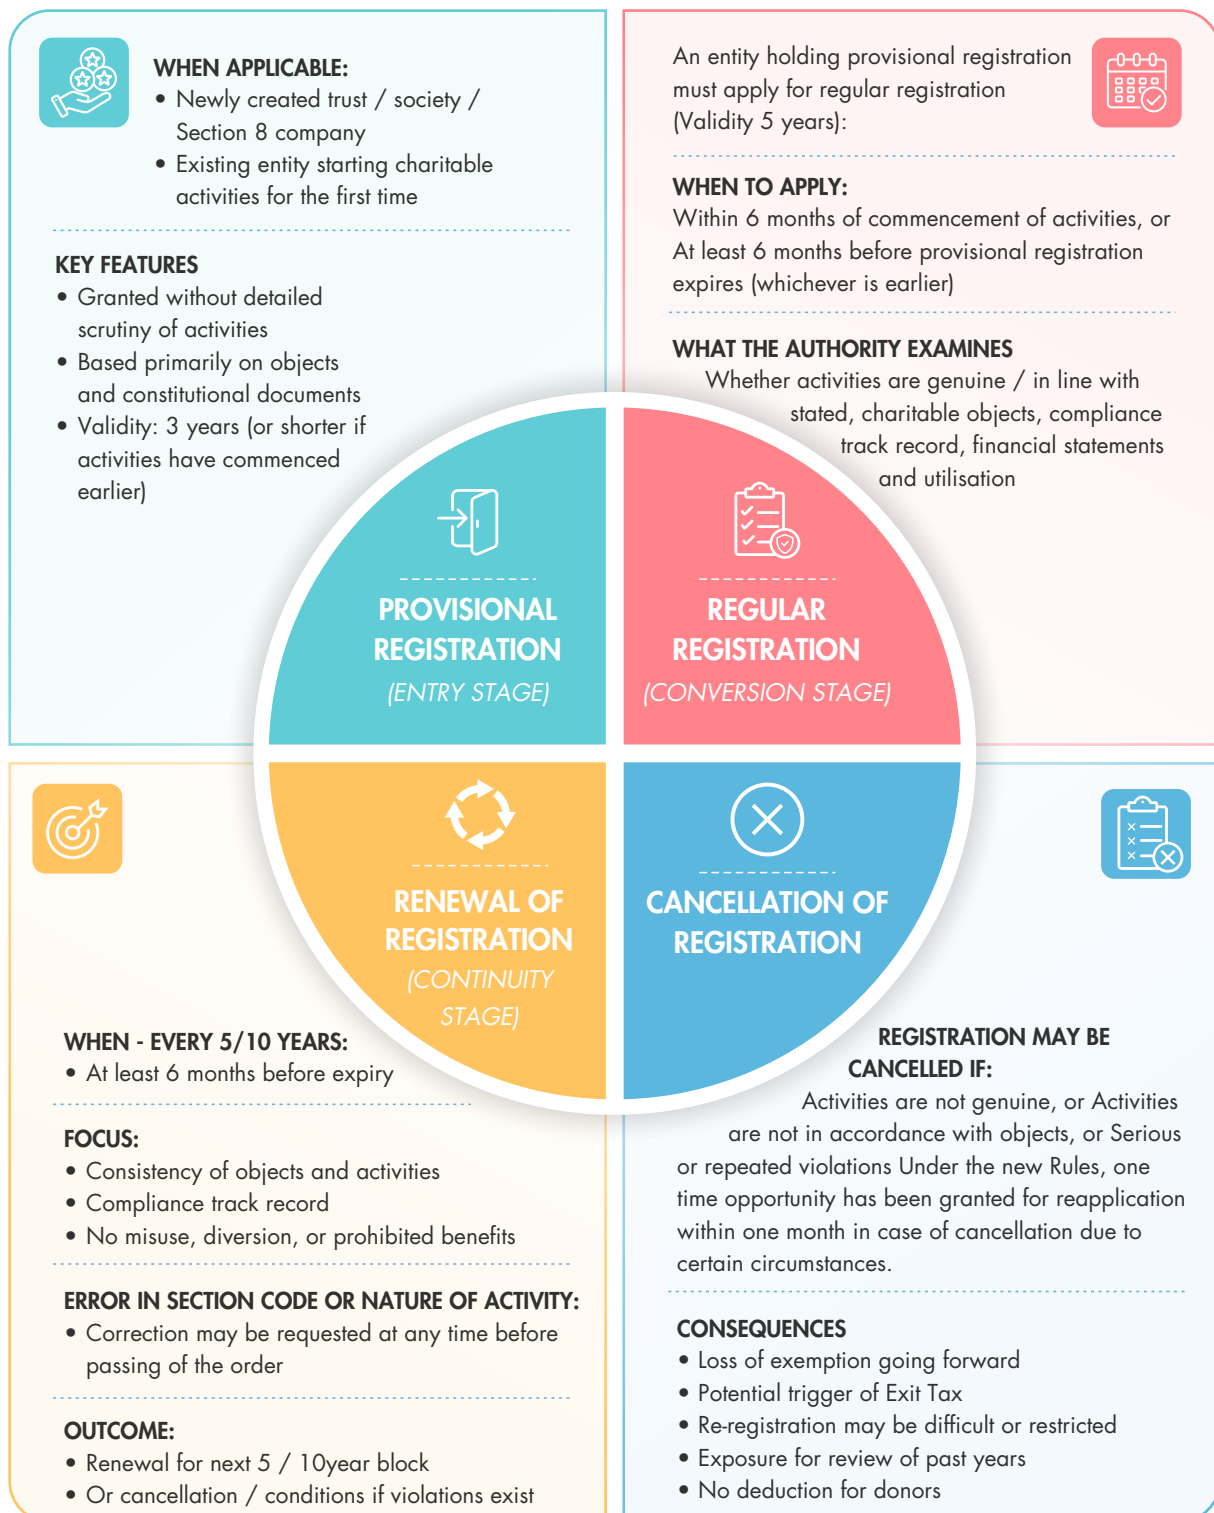 WHEN APPLICABLE:
• Newly created trust / society /
Section 8 company
• Existing entity starting charitable
activities for the first time
KEY FEATURES
• Granted without detailed
scrutiny of activities
• Based primarily on objects
and constitutional documents
• Validity: 3 years (or shorter if
activities have commenced
earlier)
PROVISIONAL
REGISTRATION
(ENTRY STAGE)
An entity holding provisional registration
must apply for regular registration
(Validity 5 years):
WHEN TO APPLY:
Within 6 months of commencement of activities, or
At least 6 months before provisional registration
expires (whichever is earlier)
WHAT THE AUTHORITY EXAMINES
Whether activities are genuine / in line with
stated, charitable objects, compliance
track record, financial statements
and utilisation
REGULAR
REGISTRATION
(CONVERSION STAGE)
RENEWAL OF
REGISTRATION
(CONTINUITY
STAGE)
WHEN - EVERY 5/10 YEARS:
• At least 6 months before expiry
FOCUS:
• Consistency of objects and activities
• Compliance track record
• No misuse, diversion, or prohibited benefits
ERROR IN SECTION CODE OR NATURE OF ACTIVITY:
• Correction may be requested at any time before
passing of the order
OUTCOME:
• Renewal for next 5 / 10year block
• Or cancellation / conditions if violations exist
CANCELLATION OF
REGISTRATION
REGISTRATION MAY BE
CANCELLED IF:
Activities are not genuine, or Activities
are not in accordance with objects, or Serious
or repeated violations Under the new Rules, one
time opportunity has been granted for reapplication
within one month in case of cancellation due to
certain circumstances.
CONSEQUENCES
• Loss of exemption going forward
• Potential trigger of Exit Tax
• Re-registration may be difficult or restricted
• Exposure for review of past years
• No deduction for donors